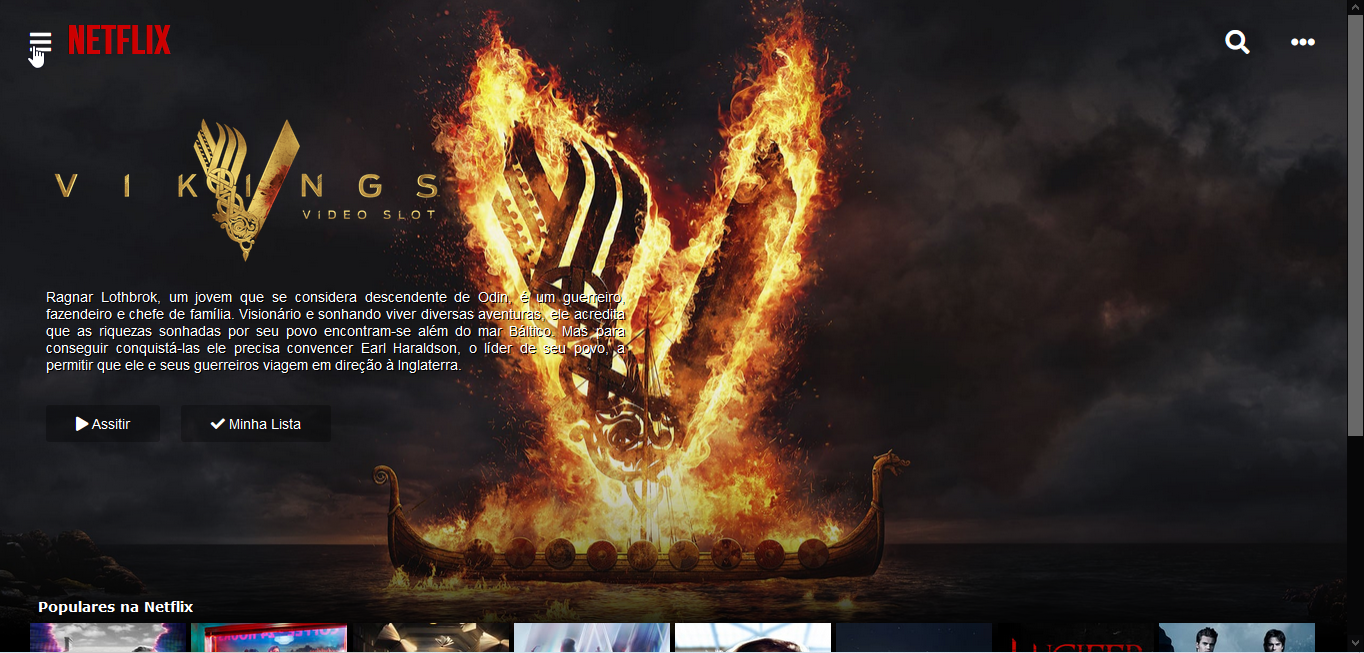 NETFLIX
VIKINGS
VIDEO SLOT
Ragnar Lothbrok, um jovem que se considera descendente de Odin, é um guerreiro,
fazendeiro e chefe de família. Visionário e sonhando viver diversas aventuras, ele acredita
que as riquezas sonhadas por seu povo encontram-se além do mar Báltico. Mas para
conseguir conquistá-las ele precisa convencer Earl Haraldson, o líder de seu povo, a
permitir que ele e seus guerreiros viagem em direção à Inglaterra.
Assitir
Minha Lista
Populares na Netflix
LUCIFER